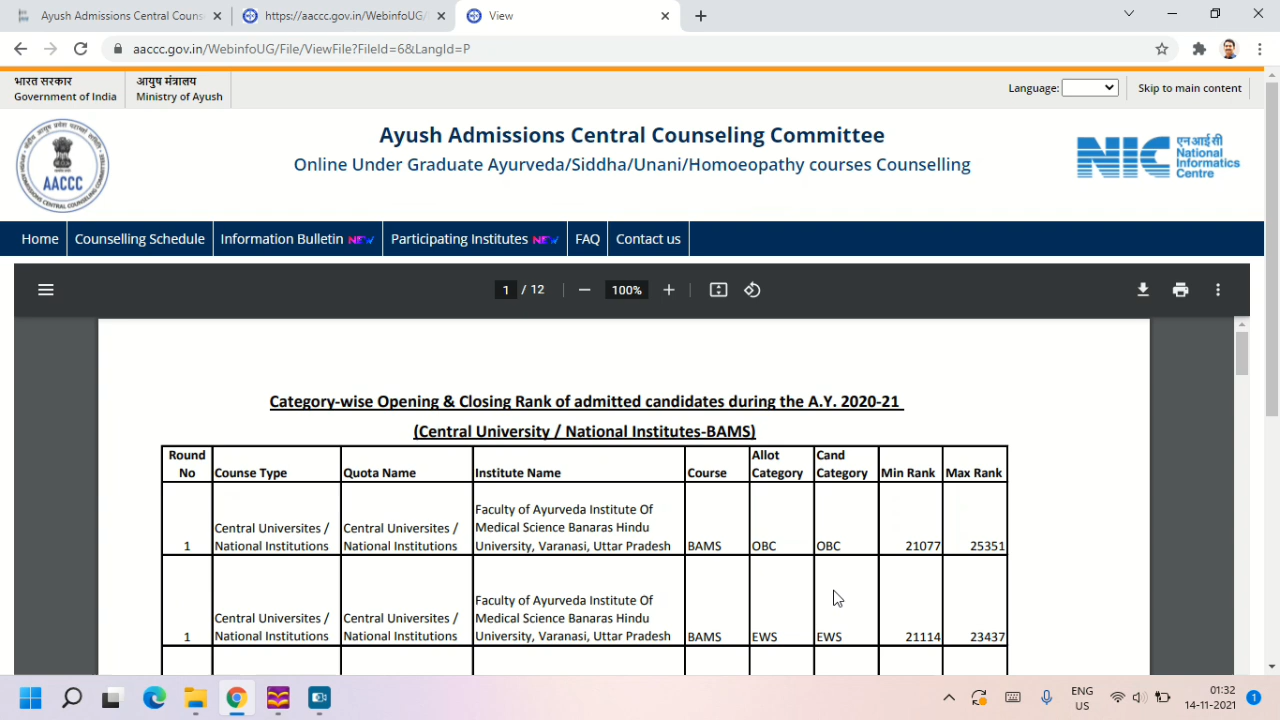 Ayush Admissions Central Couns
https://aaccc.gov.in/WebinfoUG/
View
aaccc.gov.in/WebinfoUG/File/ViewFile?FileId=6&LangId=P
भारत सरकार
Government of India
आयुष मंत्रालय
Ministry of Ayush
Language:
Skip to main content
AACCC
Ayush Admissions Central Counseling Committee
Online Under Graduate Ayurveda/Siddha/Unani/Homoeopathy courses Counselling
NIC
एनआईसी
National
Informatics
Centre
Home
Counselling Schedule
Information Bulletin NEW
Participating Institutes NEW
FAQ
Contact us
1 / 12
100%
Category-wise Opening & Closing Rank of admitted candidates during the A.Y. 2020-21
(Central University / National Institutes-BAMS)
Round No Counse Type Quota Name Institute Name Course Allot Category Cand Category Min Rank Max Rank
1 Central Universites / National Institutions Central Universites / National Institutions Faculty of Ayurveda Institute Of Medical Science Banaras Hindu University, Varanasi, Uttar Pradesh BAMS OBC OBC 21077 25351
1 Central Universites / National Institutions Central Universites / National Institutions Faculty of Ayurveda Institute Of Medical Science Banaras Hindu University, Varanasi, Uttar Pradesh BAMS EWS EWS 21114 23437
ENG
US
01:32
14-11-2021
1